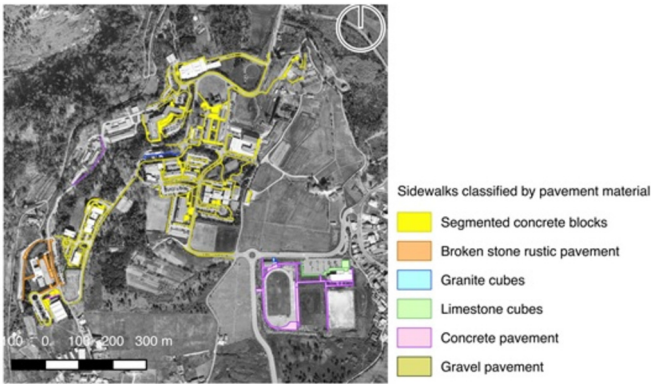 Sidewalks classified by pavement material
Segmented concrete blocks
Broken stone rustic pavement
Granite cubes
Limestone cubes
Concrete pavement
Gravel pavement
100 0 100 200 300 m